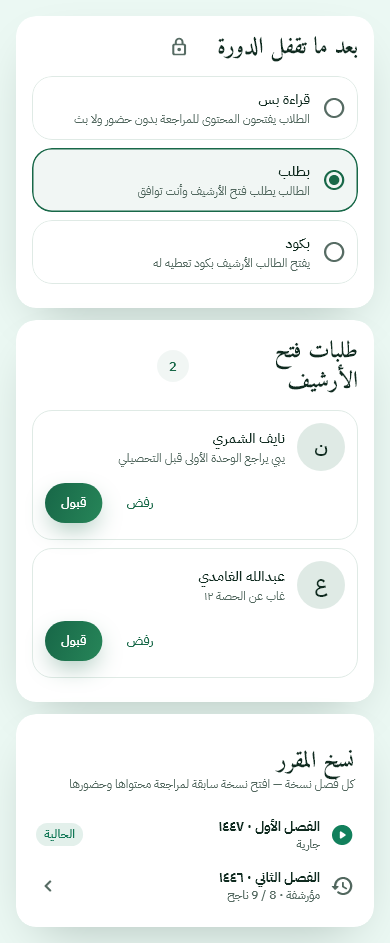 بعد ما تقفل الدورة
قراءة بس
الطلاب يفتحون المحتوى للمراجعة بدون حضور ولا بث
بطلب
الطالب يطلب فتح الأرشيف وأنت توافق
بكود
يفتح الطالب الأرشيف بكود تعطيه له
طلبات فتح
الأرشيف
2
ن
نايف الشمري
يبي يراجع الوحدة الأولى قبل التحصيلي
رفض
قبول
ع
عبدالله الغامدي
غاب عن الحصة ١٢
رفض
قبول
نسخ المقرر
كل فصل نسخة — افتح نسخة سابقة لمراجعة محتواها وحضورها
الفصل الأول · ١٤٤٧
جارية
الحالية
الفصل الثاني · ١٤٤٦
مؤرشفة · 8 / 9 ناجح